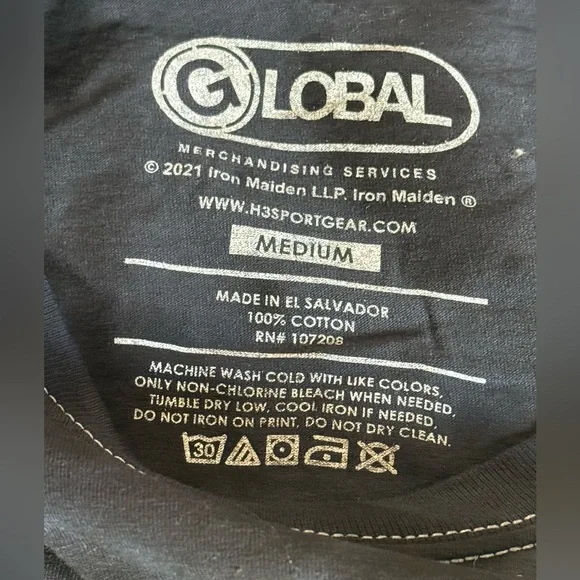 GLOBAL
MERCHANDISING SERVICES
© 2021 Iron Maiden LLP. Iron Maiden ®
WWW.H3SPORTGEAR.COM
MEDIUM
MADE IN EL SALVADOR
100% COTTON
RN# 107208
MACHINE WASH COLD WITH LIKE COLORS,
ONLY NON-CHLORINE BLEACH WHEN NEEDED,
TUMBLE DRY LOW, COOL IRON IF NEEDED,
DO NOT IRON ON PRINT, DO NOT DRY CLEAN.
30